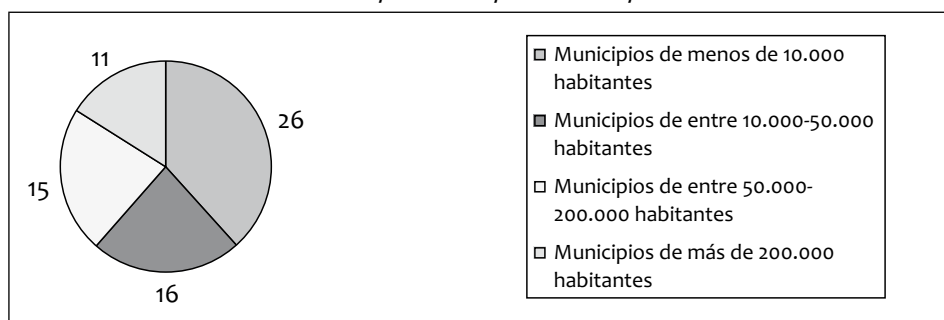 11
26
15
16
Municipios de menos de 10.000
habitantes
Municipios de entre 10.000-50.000
habitantes
Municipios de entre 50.000-
200.000 habitantes
Municipios de más de 200.000
habitantes